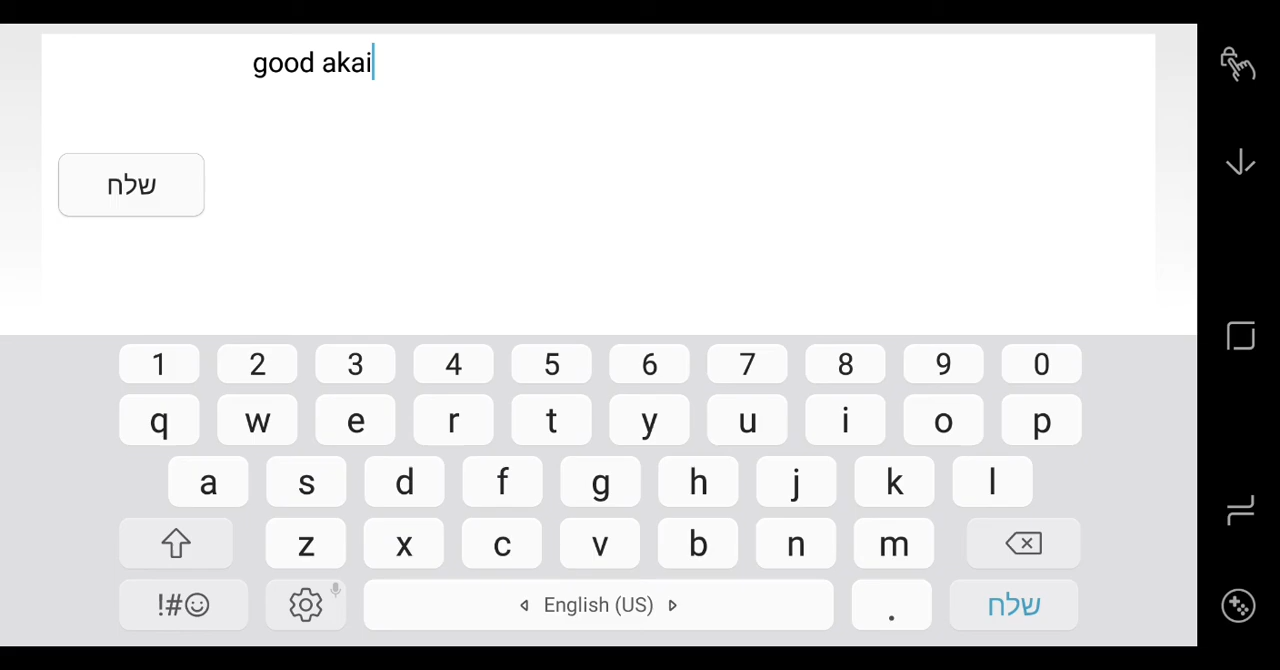 good akai
שלח
1 2 3 4 5 6 7 8 9 0
q w e r t y u i o p
a s d f g h j k l
z x c v b n m
!#☺ English (US) . שלח